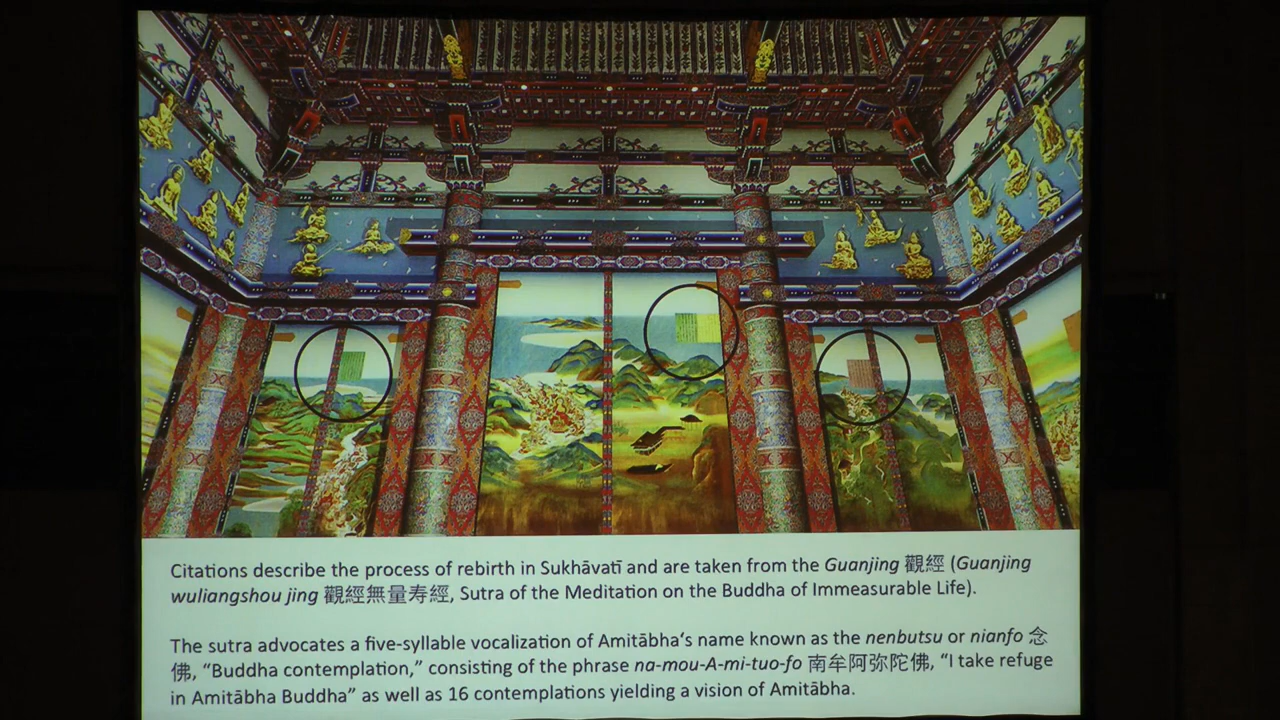 Citations describe the process of rebirth in Sukhāvatī and are taken from the Guanjing 觀經 (Guanjing
wuliangshou jing 觀經無量寿經, Sutra of the Meditation on the Buddha of Immeasurable Life).
The sutra advocates a five-syllable vocalization of Amitābha‘s name known as the nenbutsu or nianfo 念
佛, “Buddha contemplation,” consisting of the phrase na-mou-A-mi-tuo-fo 南牟阿弥陀佛, “I take refuge
in Amitābha Buddha” as well as 16 contemplations yielding a vision of Amitābha.